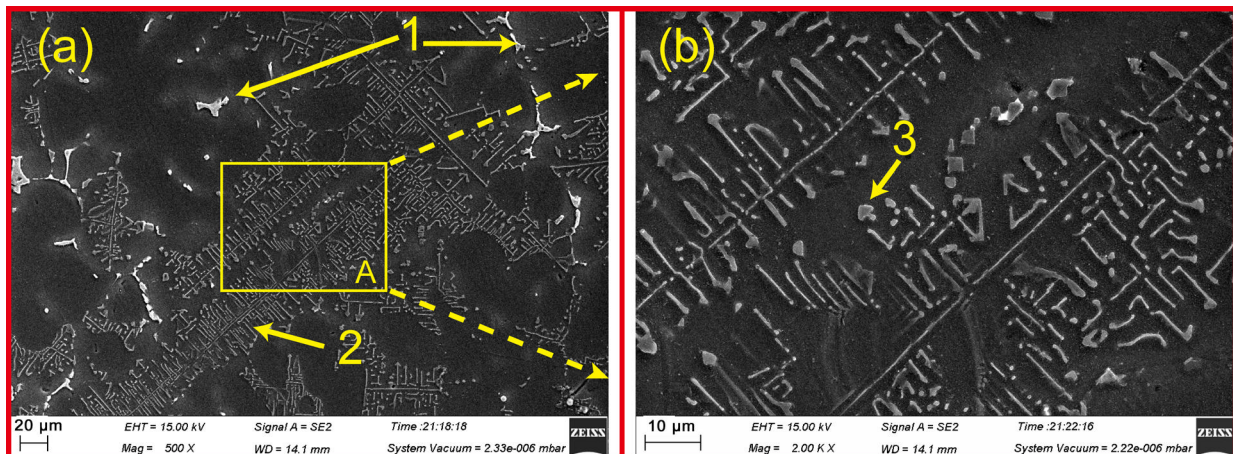 (a)
1
A
2
20 µm
EHT = 15.00 kV
Signal A = SE2
Time :21:18:18
Mag = 500 X
WD = 14.1 mm
System Vacuum = 2.33e-006 mbar
ZEISS
(b)
3
10 µm
EHT = 15.00 kV
Signal A = SE2
Time :21:22:16
Mag = 2.00 K X
WD = 14.1 mm
System Vacuum = 2.22e-006 mbar
ZEISS